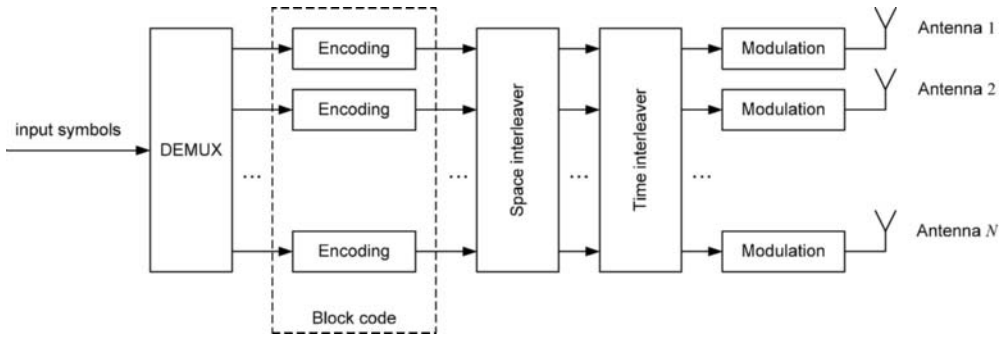 input symbols
DEMUX
...
Encoding
Encoding
Encoding
Block code
...
Space interleaver
...
Time interleaver
...
Modulation
Modulation
Modulation
Antenna 1
Antenna 2
Antenna N